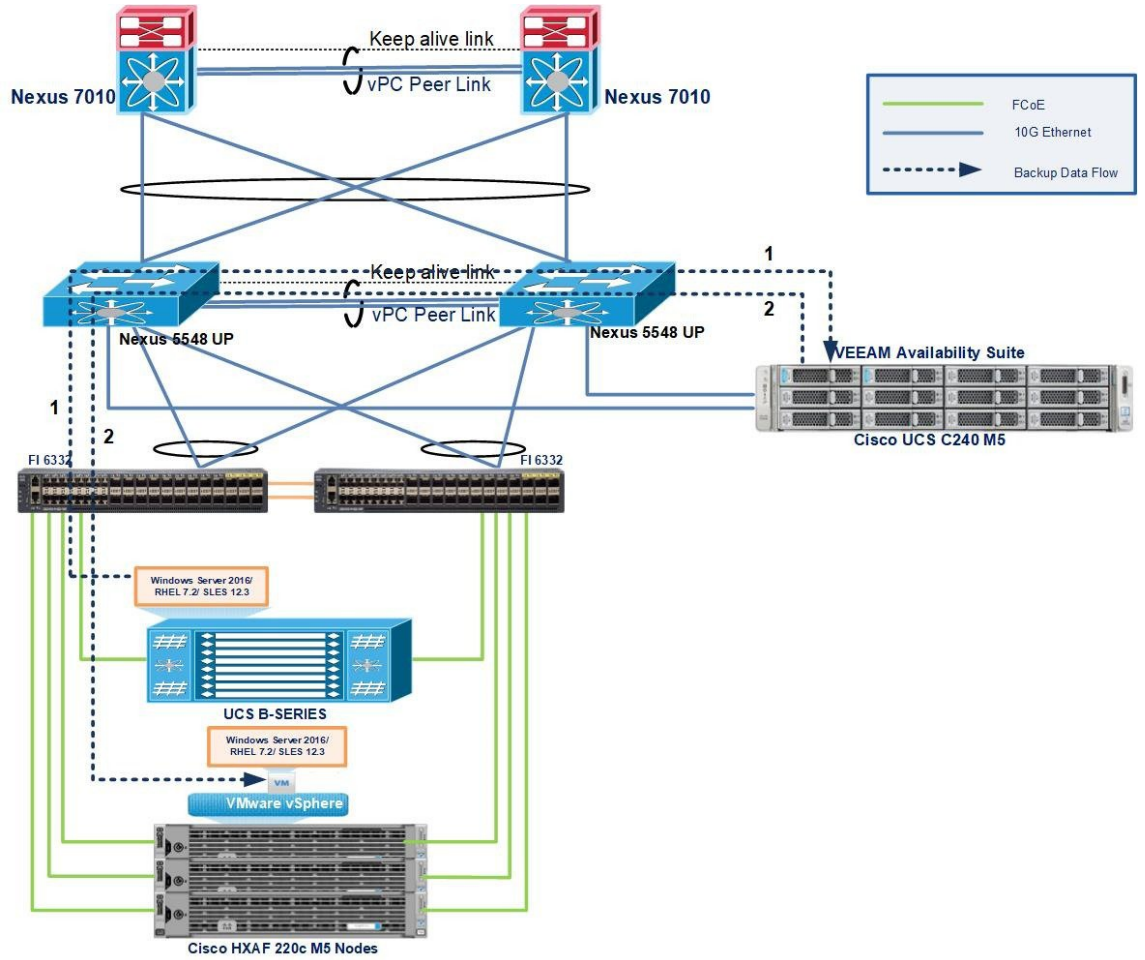 Keep alive link
vPC Peer Link
Nexus 7010
Nexus 7010
FCoE
10G Ethernet
Backup Data Flow
Keep alive link
vPC Peer Link
Nexus 5548 UP
Nexus 5548 UP
1
2
VEEAM Availability Suite
Cisco UCS C240 M5
1
2
FI 6332
FI 6332
Windows Server 2016/
RHEL 7.2/ SLES 12.3
UCS B-SERIES
Windows Server 2016/
RHEL 7.2/ SLES 12.3
VM
VMware vSphere
Cisco HXAF 220c M5 Nodes